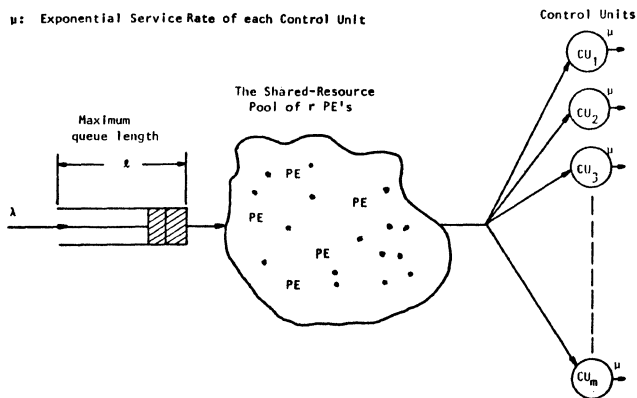 μ: Exponential Service Rate of each Control Unit
Control Units
The Shared-Resource
Pool of r PE's
Maximum
queue length
ℓ
λ
PE
PE
PE
PE
PE
CU1
μ
CU2
μ
CU3
μ
CUm
μ